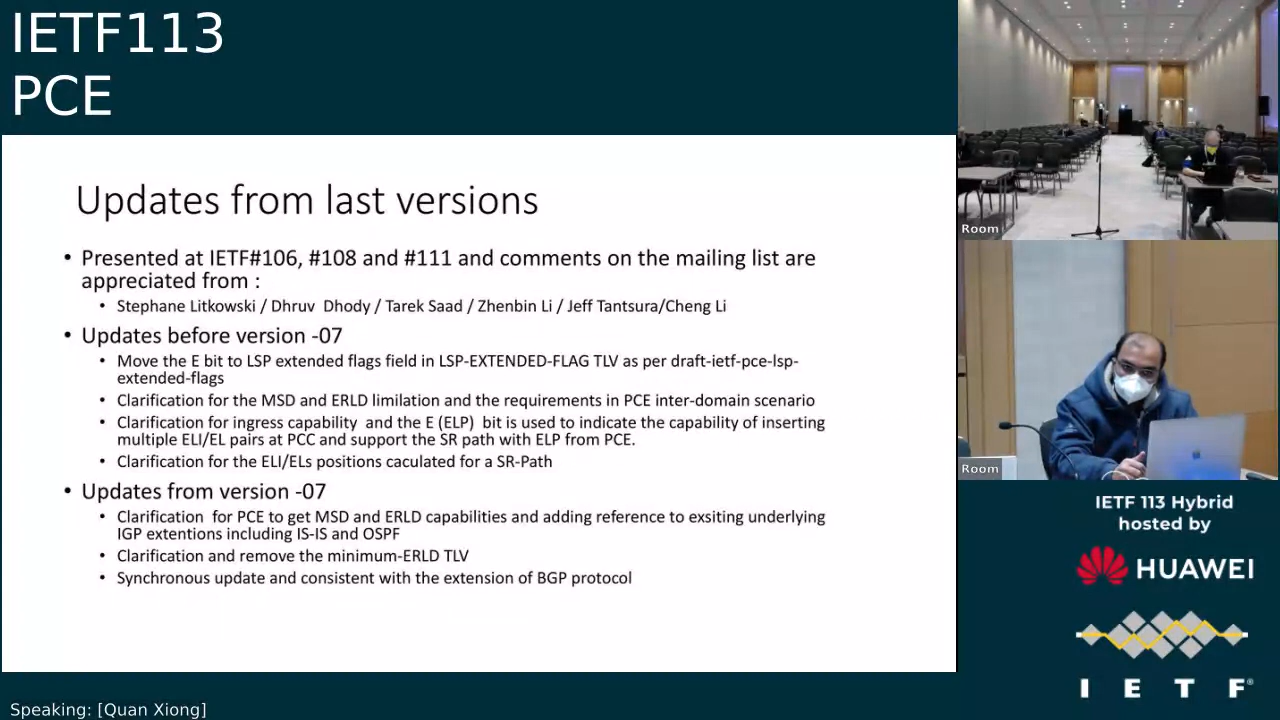 IETF113
PCE
Updates from last versions
• Presented at IETF#106, #108 and #111 and comments on the mailing list are
appreciated from :
• Stephane Litkowski / Dhruv  Dhody / Tarek Saad / Zhenbin Li / Jeff Tantsura/Cheng Li
• Updates before version -07
• Move the E bit to LSP extended flags field in LSP-EXTENDED-FLAG TLV as per draft-ietf-pce-lsp-
extended-flags
• Clarification for the MSD and ERLD limilation and the requirements in PCE inter-domain scenario
• Clarification for ingress capability  and the E (ELP)  bit is used to indicate the capability of inserting
multiple ELI/EL pairs at PCC and support the SR path with ELP from PCE.
• Clarification for the ELI/ELs positions caculated for a SR-Path
• Updates from version -07
• Clarification  for PCE to get MSD and ERLD capabilities and adding reference to exsiting underlying
IGP extentions including IS-IS and OSPF
• Clarification and remove the minimum-ERLD TLV
• Synchronous update and consistent with the extension of BGP protocol
Room
Room
IETF 113 Hybrid
hosted by
HUAWEI
I E T F®
Speaking: [Quan Xiong]